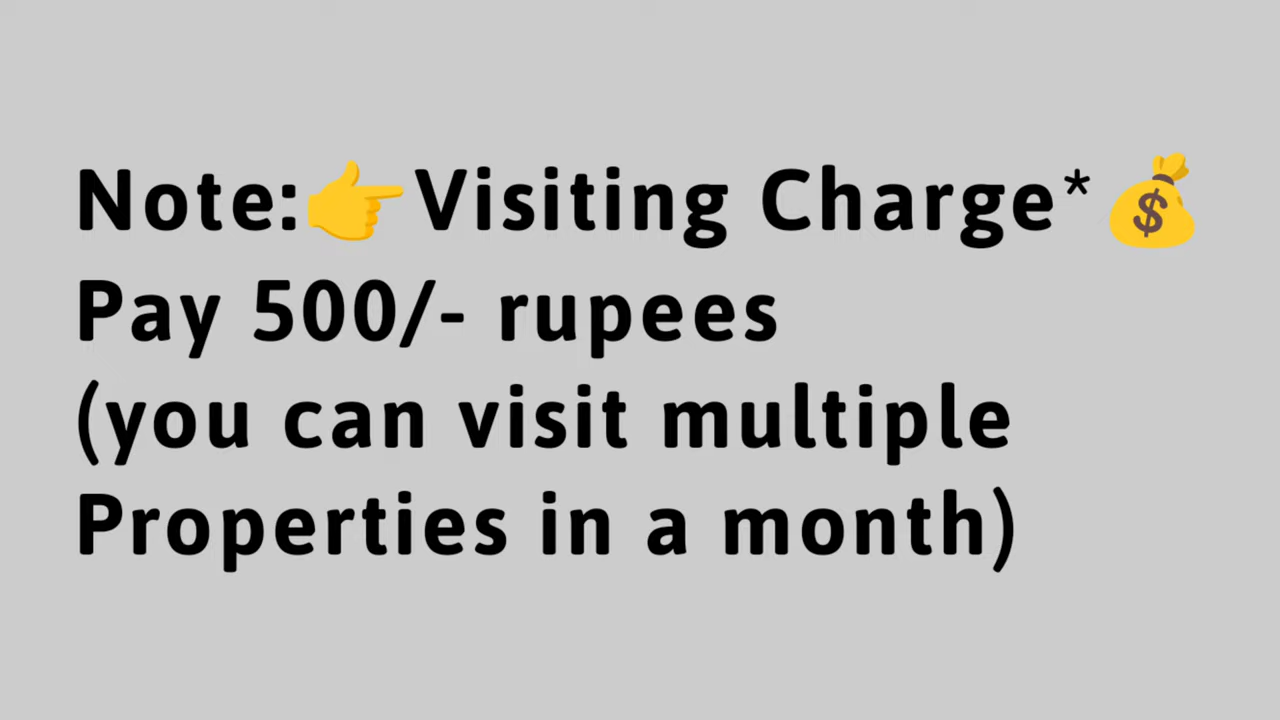 Note:👉Visiting Charge*💰
Pay 500/- rupees
(you can visit multiple
Properties in a month)